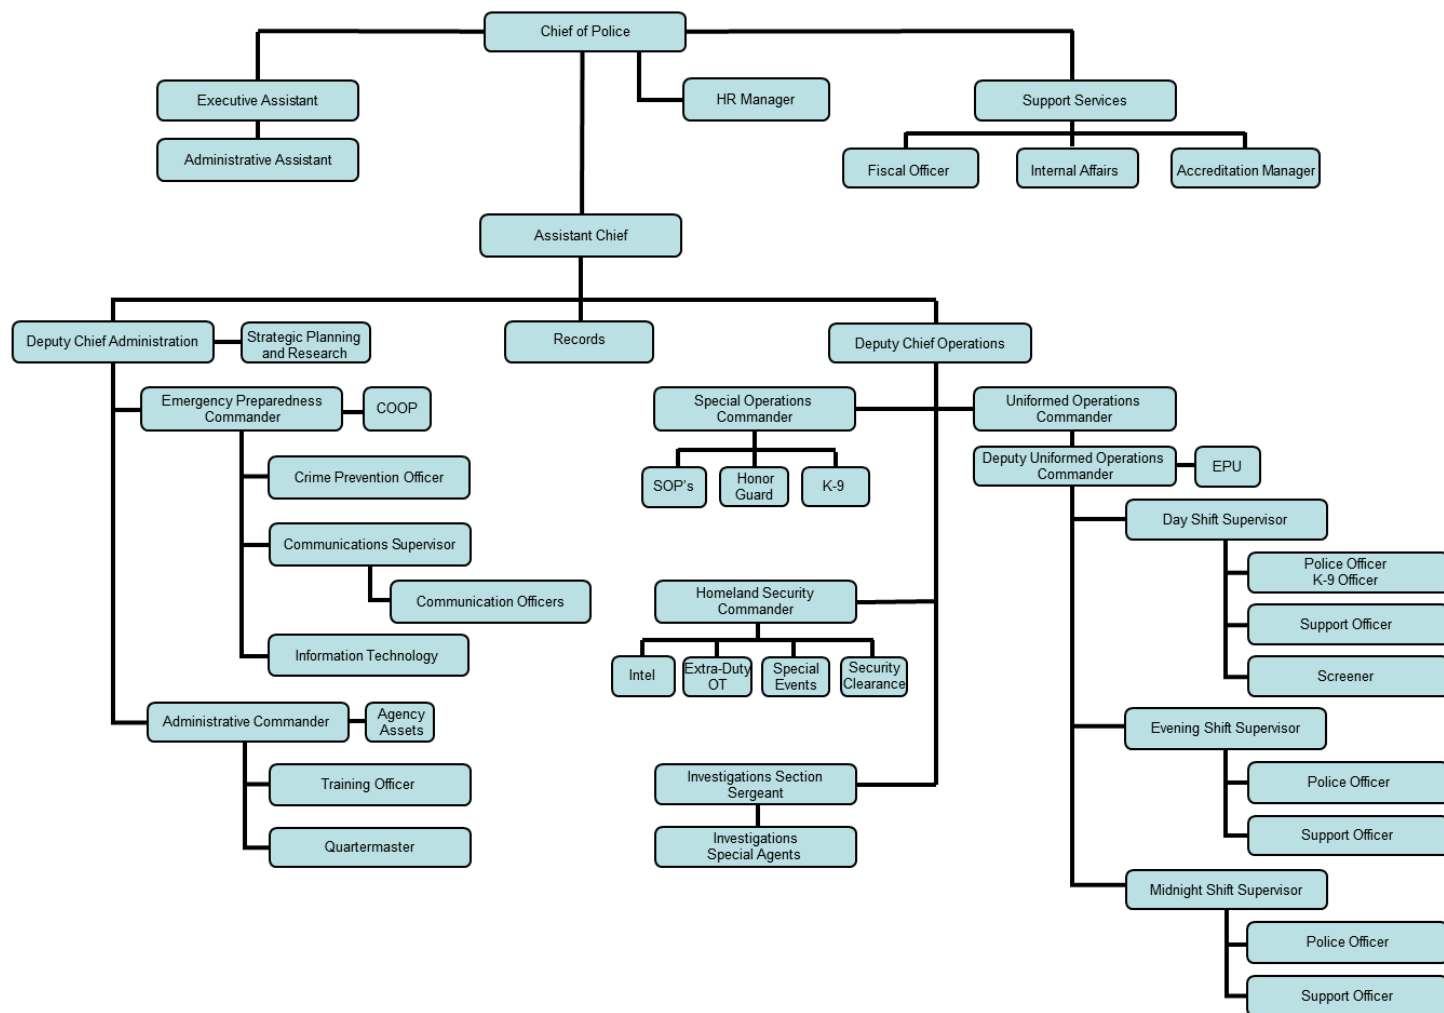 Chief of Police
Executive Assistant
HR Manager
Support Services
Administrative Assistant
Fiscal Officer
Internal Affairs
Accreditation Manager
Assistant Chief
Deputy Chief Administration
Strategic Planning
and Research
Records
Deputy Chief Operations
Emergency Preparedness
Commander
COOP
Crime Prevention Officer
Communications Supervisor
Communication Officers
Information Technology
Administrative Commander
Agency
Assets
Training Officer
Quartermaster
Special Operations
Commander
SOP's
Honor
Guard
K-9
Homeland Security
Commander
Intel
Extra-Duty
OT
Special
Events
Security
Clearance
Investigations Section
Sergeant
Investigations
Special Agents
Uniformed Operations
Commander
Deputy Uniformed Operations
Commander
EPU
Day Shift Supervisor
Police Officer
K-9 Officer
Support Officer
Screener
Evening Shift Supervisor
Police Officer
Support Officer
Midnight Shift Supervisor
Police Officer
Support Officer